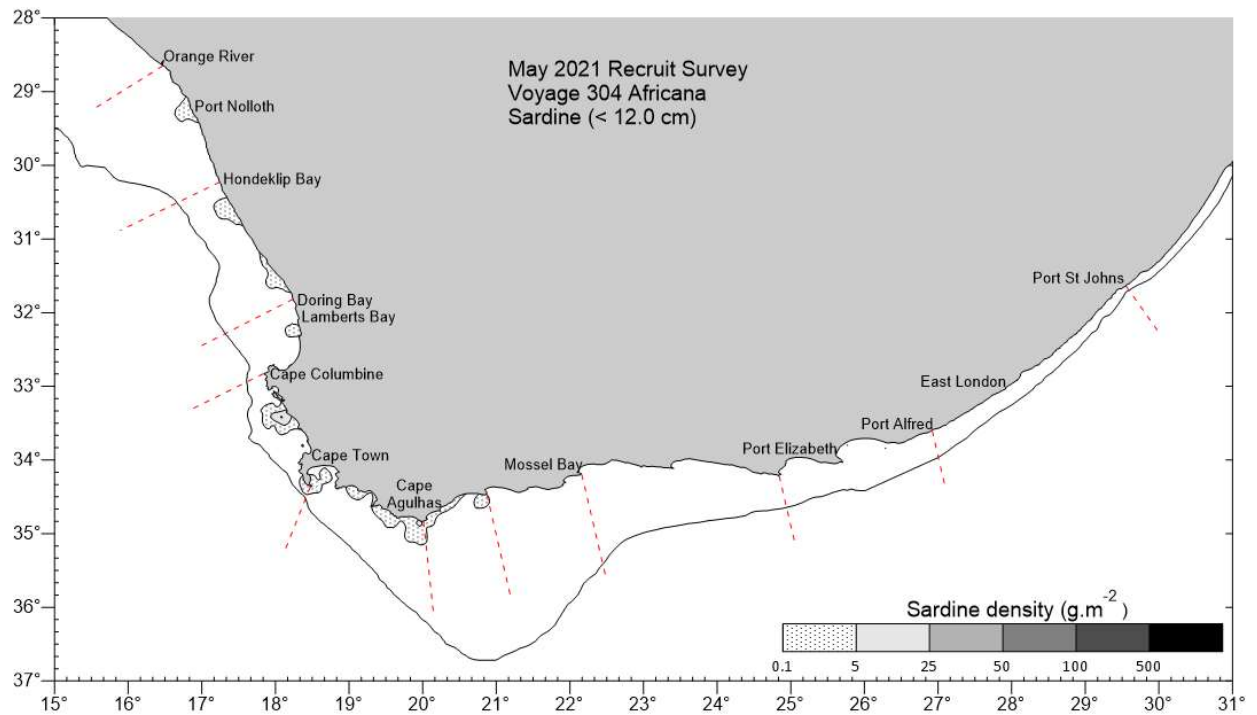 28°
29°
30°
31°
32°
33°
34°
35°
36°
37°
May 2021 Recruit Survey
Voyage 304 Africana
Sardine (< 12.0 cm)
Orange River
Port Nolloth
Hondeklip Bay
Doring Bay
Lamberts Bay
Cape Columbine
Cape Town
Cape
Agulhas
Mossel Bay
Port Elizabeth
Port Alfred
East London
Port St Johns
Sardine density (g.m-2)
0.1 5 25 50 100 500
15° 16° 17° 18° 19° 20° 21° 22° 23° 24° 25° 26° 27° 28° 29° 30° 31°